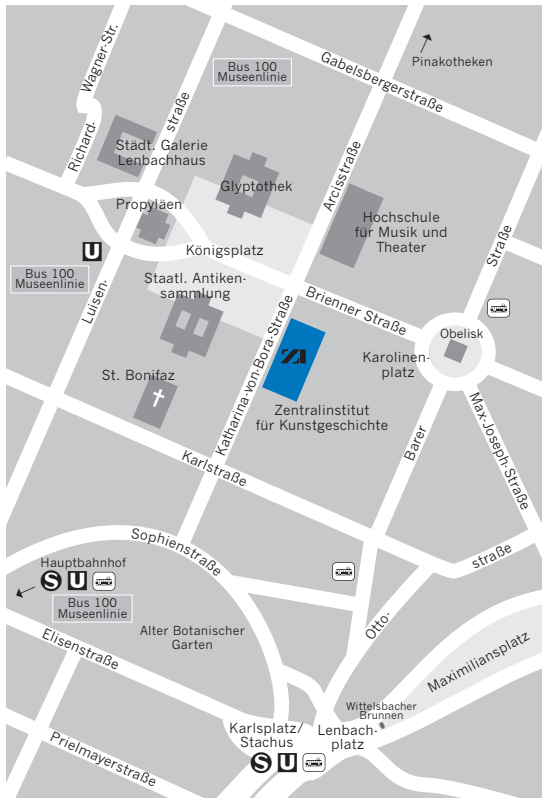 Wagner-Str.
Richard-
Bus 100
Museenlinie
Pinakotheken
Gabelsbergerstraße
straße
Städt. Galerie
Lenbachhaus
Glyptothek
Arcisstraße
Propyläen
Hochschule
für Musik und
Theater
Straße
U
Königsplatz
Bus 100
Museenlinie
Staatl. Antiken-
sammlung
Luisen-
Brienner Straße
Obelisk
Karolinen-
platz
Katharina-von-Bora-Straße
ZI
St. Bonifaz
Zentralinstitut
für Kunstgeschichte
Barer
Max-Joseph-Straße
Karlstraße
Sophienstraße
straße
Hauptbahnhof
S U
Bus 100
Museenlinie
Alter Botanischer
Garten
Otto-
Elisenstraße
Maximiliansplatz
Wittelsbacher
Brunnen
Karlsplatz/
Stachus
Lenbach-
platz
S U
Prielmayerstraße